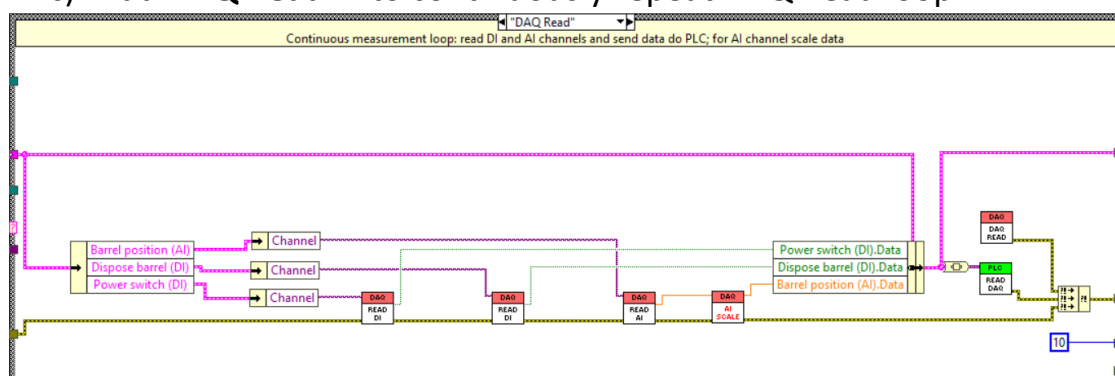 "DAQ Read"
Continuous measurement loop: read DI and AI channels and send data do PLC; for AI channel scale data
Barrel position (AI)
Dispose barrel (DI)
Power switch (DI)
Channel
Channel
Channel
DAQ
READ
DI
DAQ
READ
DI
DAQ
READ
AI
DAQ
AI
SCALE
Power switch (DI).Data
Dispose barrel (DI).Data
Barrel position (AI).Data
DAQ
DAQ
READ
PLC
READ
DAQ
10